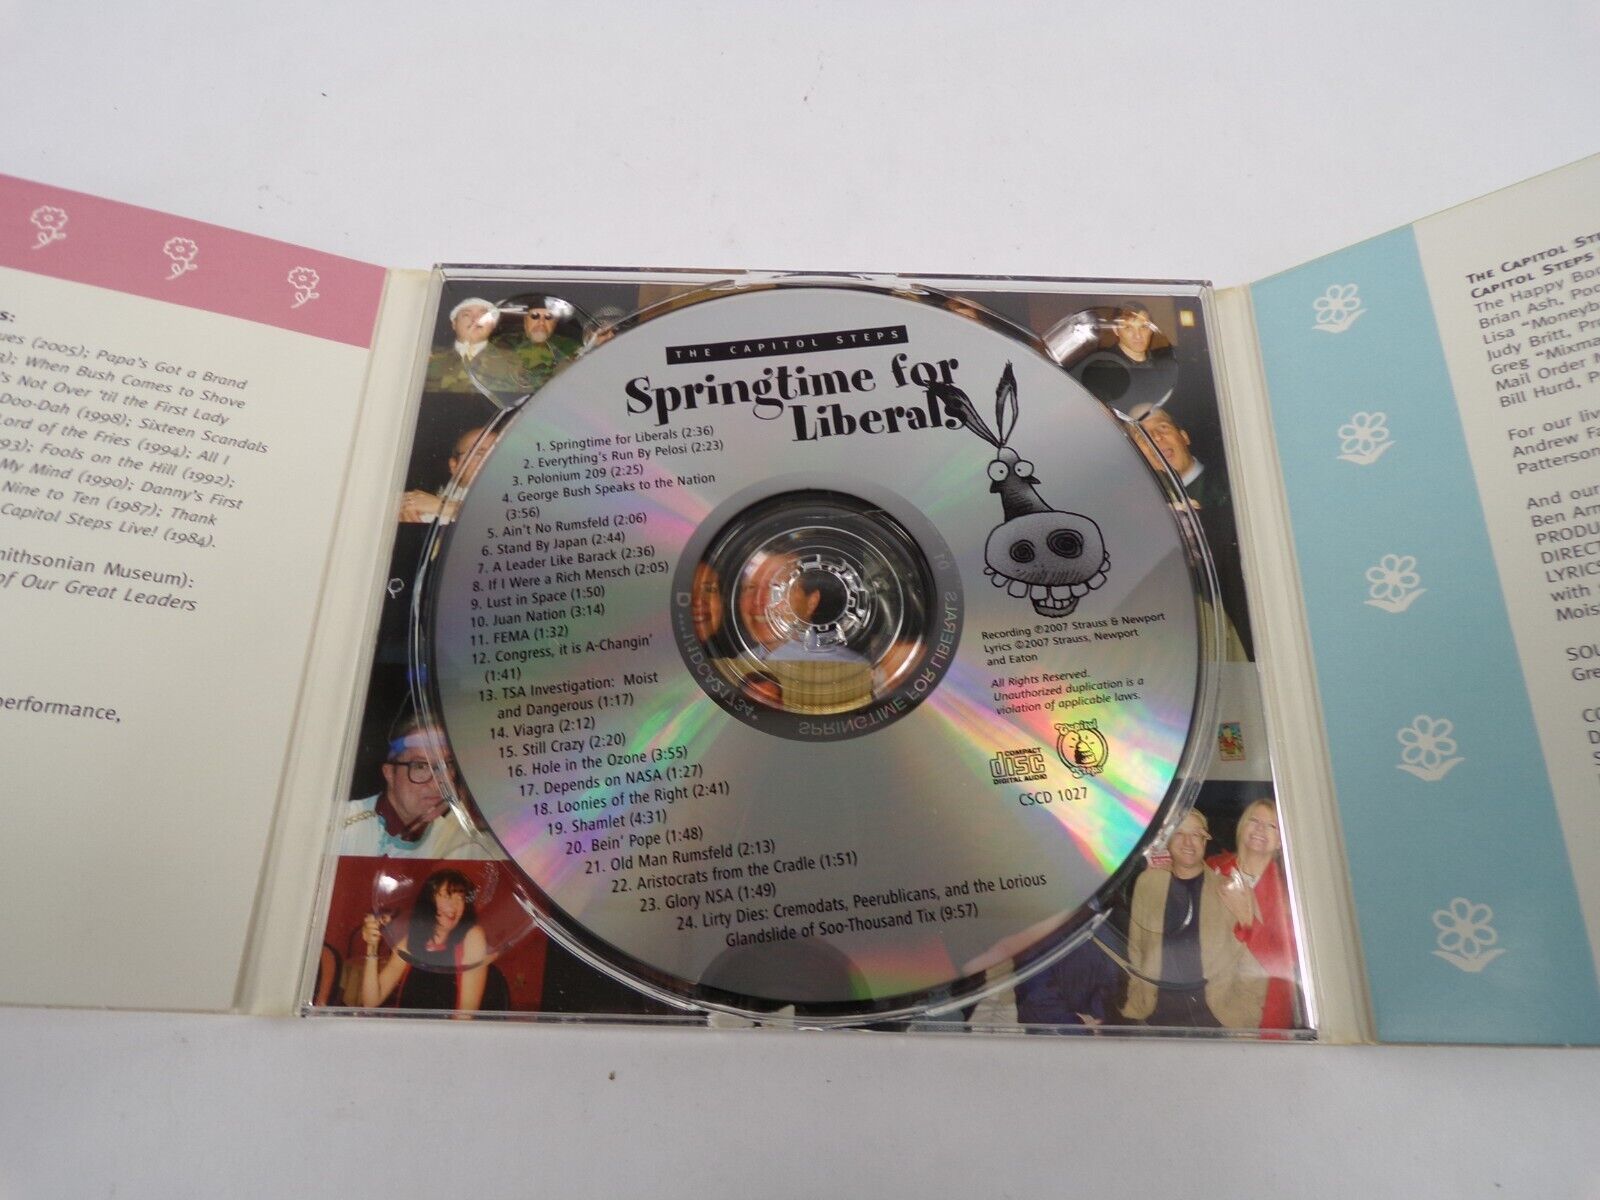 s:
ues (2005); Papa's Got a Brand
3); When Bush Comes to Shove
's Not Over 'til the First Lady
Doo-Dah (1998); Sixteen Scandals
Lord of the Fries (1994); All I
93); Fools on the Hill (1992);
My Mind (1990); Danny's First
Nine to Ten (1987); Thank
Capitol Steps Live! (1984).
mithsonian Museum):
of Our Great Leaders
performance,
THE CAPITOL STEPS
Springtime for
Liberals
1. Springtime for Liberals (2:36)
2. Everything's Run By Pelosi (2:23)
3. Polonium 209 (2:25)
4. George Bush Speaks to the Nation
(3:56)
5. Ain't No Rumsfeld (2:06)
6. Stand By Japan (2:44)
7. A Leader Like Barack (2:36)
8. If I Were a Rich Mensch (2:05)
9. Lust in Space (1:50)
10. Juan Nation (3:14)
11. FEMA (1:32)
12. Congress, it is A-Changin'
(1:41)
13. TSA Investigation: Moist
and Dangerous (1:17)
14. Viagra (2:12)
15. Still Crazy (2:20)
16. Hole in the Ozone (3:55)
17. Depends on NASA (1:27)
18. Loonies of the Right (2:41)
19. Shamlet (4:31)
20. Bein' Pope (1:48)
21. Old Man Rumsfeld (2:13)
22. Aristocrats from the Cradle (1:51)
23. Glory NSA (1:49)
24. Lirty Dies: Cremodats, Peerublicans, and the Lorious
Glandslide of Soo-Thousand Tix (9:57)
SPRINGTIME FOR LIBERALS
Recording ℗2007 Strauss & Newport
Lyrics ©2007 Strauss, Newport
and Eaton
All Rights Reserved.
Unauthorized duplication is a
violation of applicable laws.
COMPACT
disc
DIGITAL AUDIO
Capitol
Steps
CSCD 1027
THE CAPITOL ST
CAPITOL STEPS
The Happy Boo
Brian Ash, Poo
Lisa "Moneyb
Judy Britt, Pr
Greg "Mixma
Mail Order M
Bill Hurd, P
For our liv
Andrew Fa
Patterson
And our
Ben Arm
PRODU
DIRECT
LYRICS
with
Mois
SOU
Gre
CO
D
S